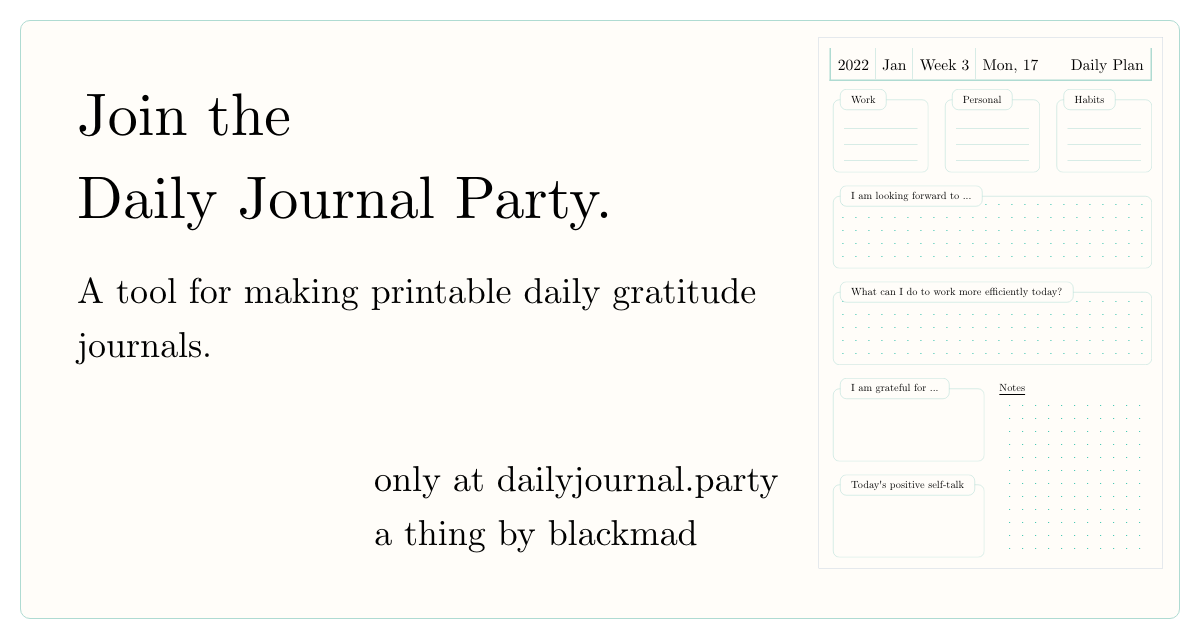 Join the
Daily Journal Party.
A tool for making printable daily gratitude
journals.
only at dailyjournal.party
a thing by blackmad
2022 Jan Week 3 Mon, 17 Daily Plan
Work Personal Habits
I am looking forward to ...
What can I do to work more efficiently today?
I am grateful for ...
Notes
Today's positive self-talk